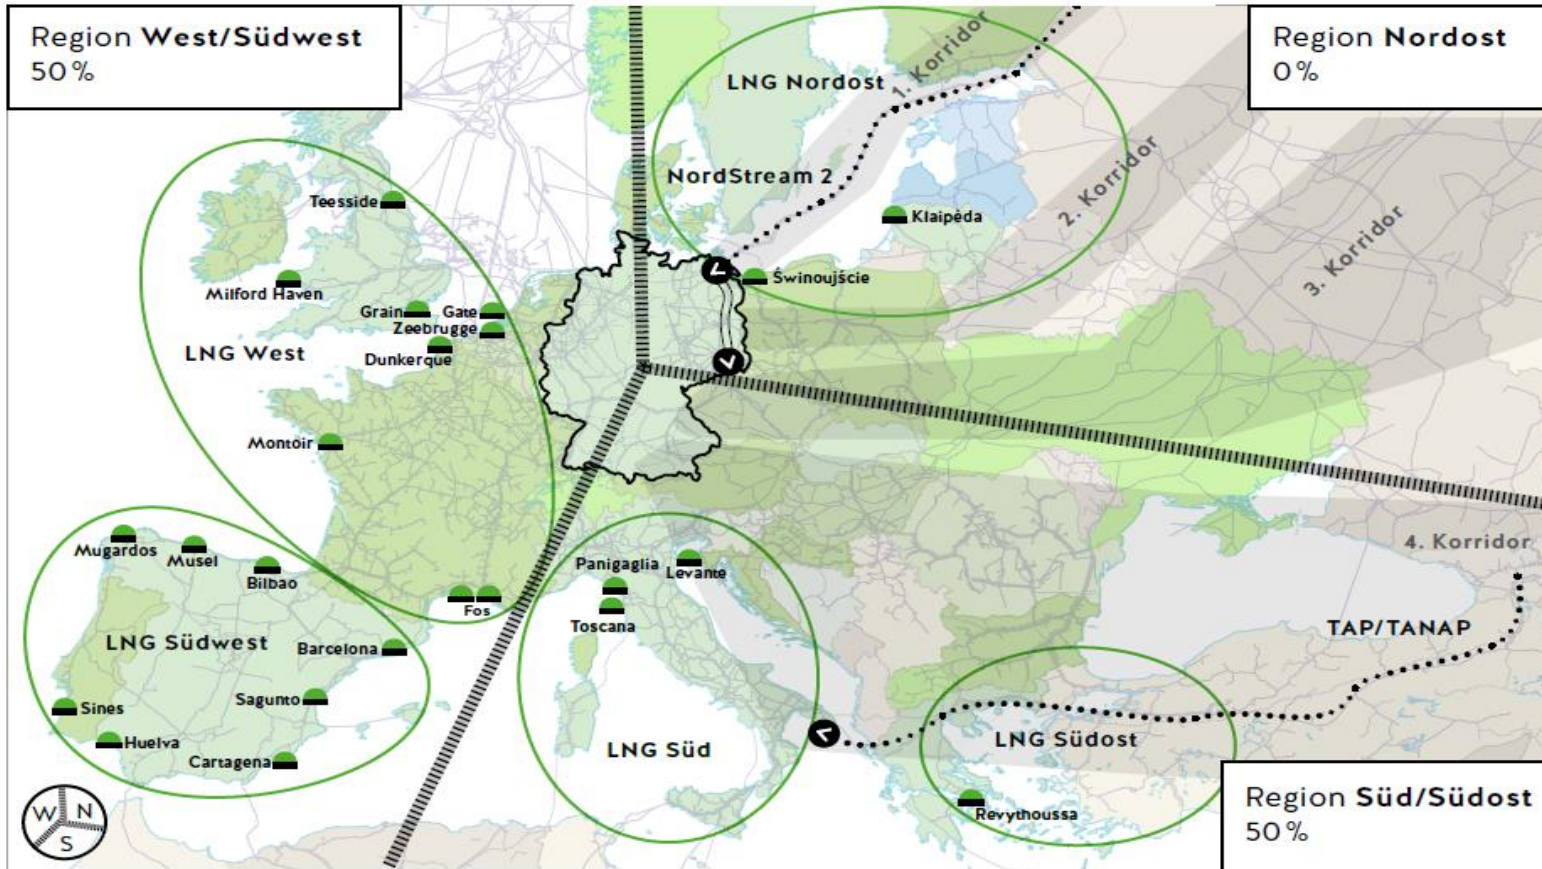 Region West/Südwest
50%
Region Nordost
0%
1. Korridor
LNG Nordost
2. Korridor
NordStream 2
Teesside
Klaipėda
3. Korridor
Świnoujście
Milford Haven
Grain
Gate
Zeebrugge
LNG West
Dunkerque
Montoir
Mugardos
Musel
Bilbao
4. Korridor
Panigaglia
Levante
Fos
Toscana
TAP/TANAP
LNG Südwest
Barcelona
Sagunto
Sines
Huelva
LNG Süd
LNG Südost
Cartagena
Revythoussa
Region Süd/Südost
50%
W
N
S